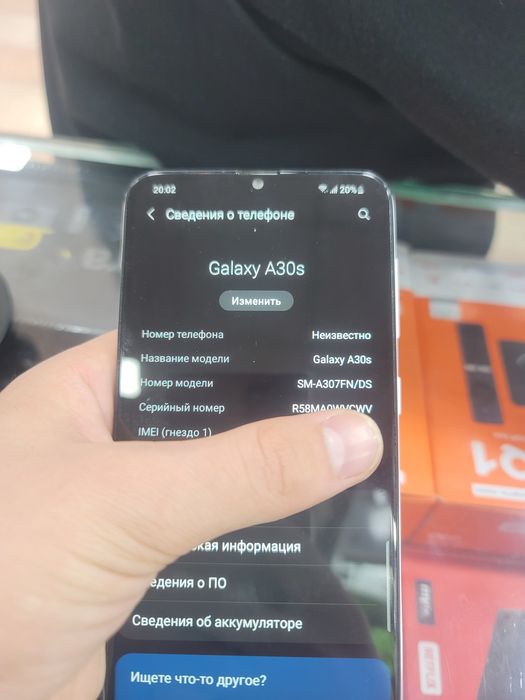 20:02
20%
Сведения о телефоне
Galaxy A30s
Изменить
Номер телефона Неизвестно
Название модели Galaxy A30s
Номер модели SM-A307FN/DS
Серийный номер
IMEI (гнездо 1)
информация
Сведения об аккумуляторе
Ищете что-то другое?
Q1